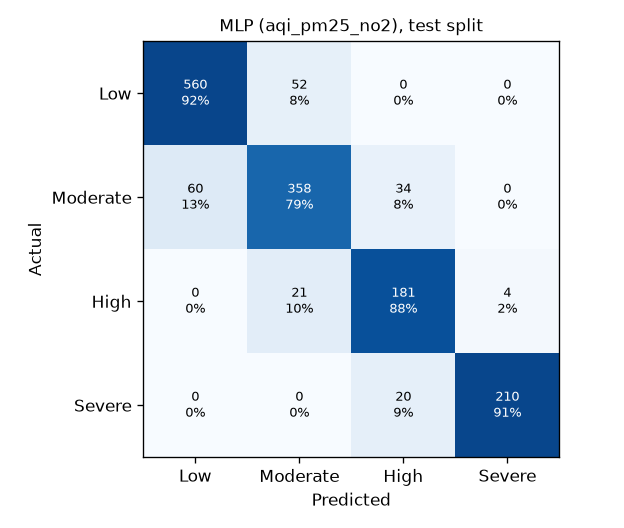 MLP (aqi_pm25_no2), test split
Low
560
52
0
0
92%
8%
0%
0%
Moderate
60
358
34
0
13%
79%
8%
0%
High
0
21
181
4
0%
10%
88%
2%
Severe
0
0
20
210
0%
0%
9%
91%
Low
Moderate
High
Severe
Predicted
Actual